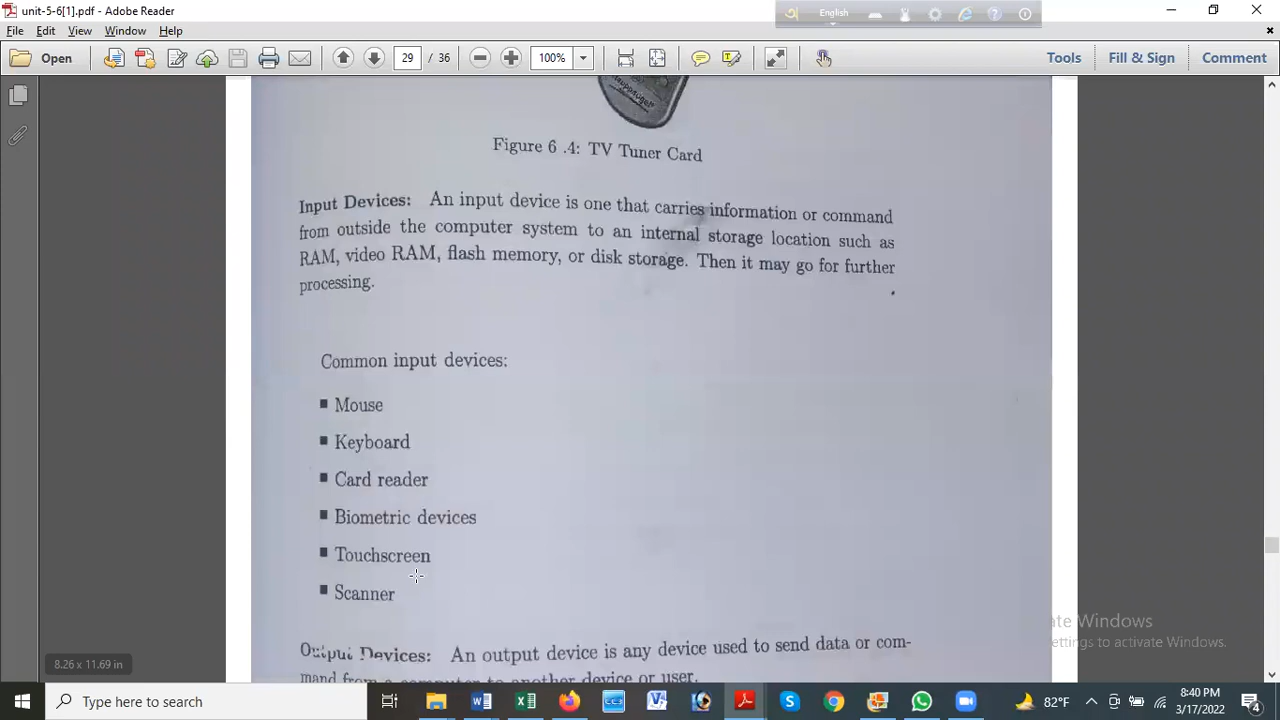 unit-5-6[1].pdf - Adobe Reader
English
File Edit View Window Help
Open
29 / 36
100%
Tools Fill & Sign Comment
Figure 6 .4: TV Tuner Card
Input Devices: An input device is one that carries information or command
from outside the computer system to an internal storage location such as
RAM, video RAM, flash memory, or disk storage. Then it may go for further
processing.
Common input devices:
▪ Mouse
▪ Keyboard
▪ Card reader
▪ Biometric devices
▪ Touchscreen
▪ Scanner
Output Devices: An output device is any device used to send data or com-
mand from a computer to another device or user.
ate Windows
ettings to activate Windows.
8.26 x 11.69 in
Type here to search
82°F
8:40 PM
3/17/2022
4